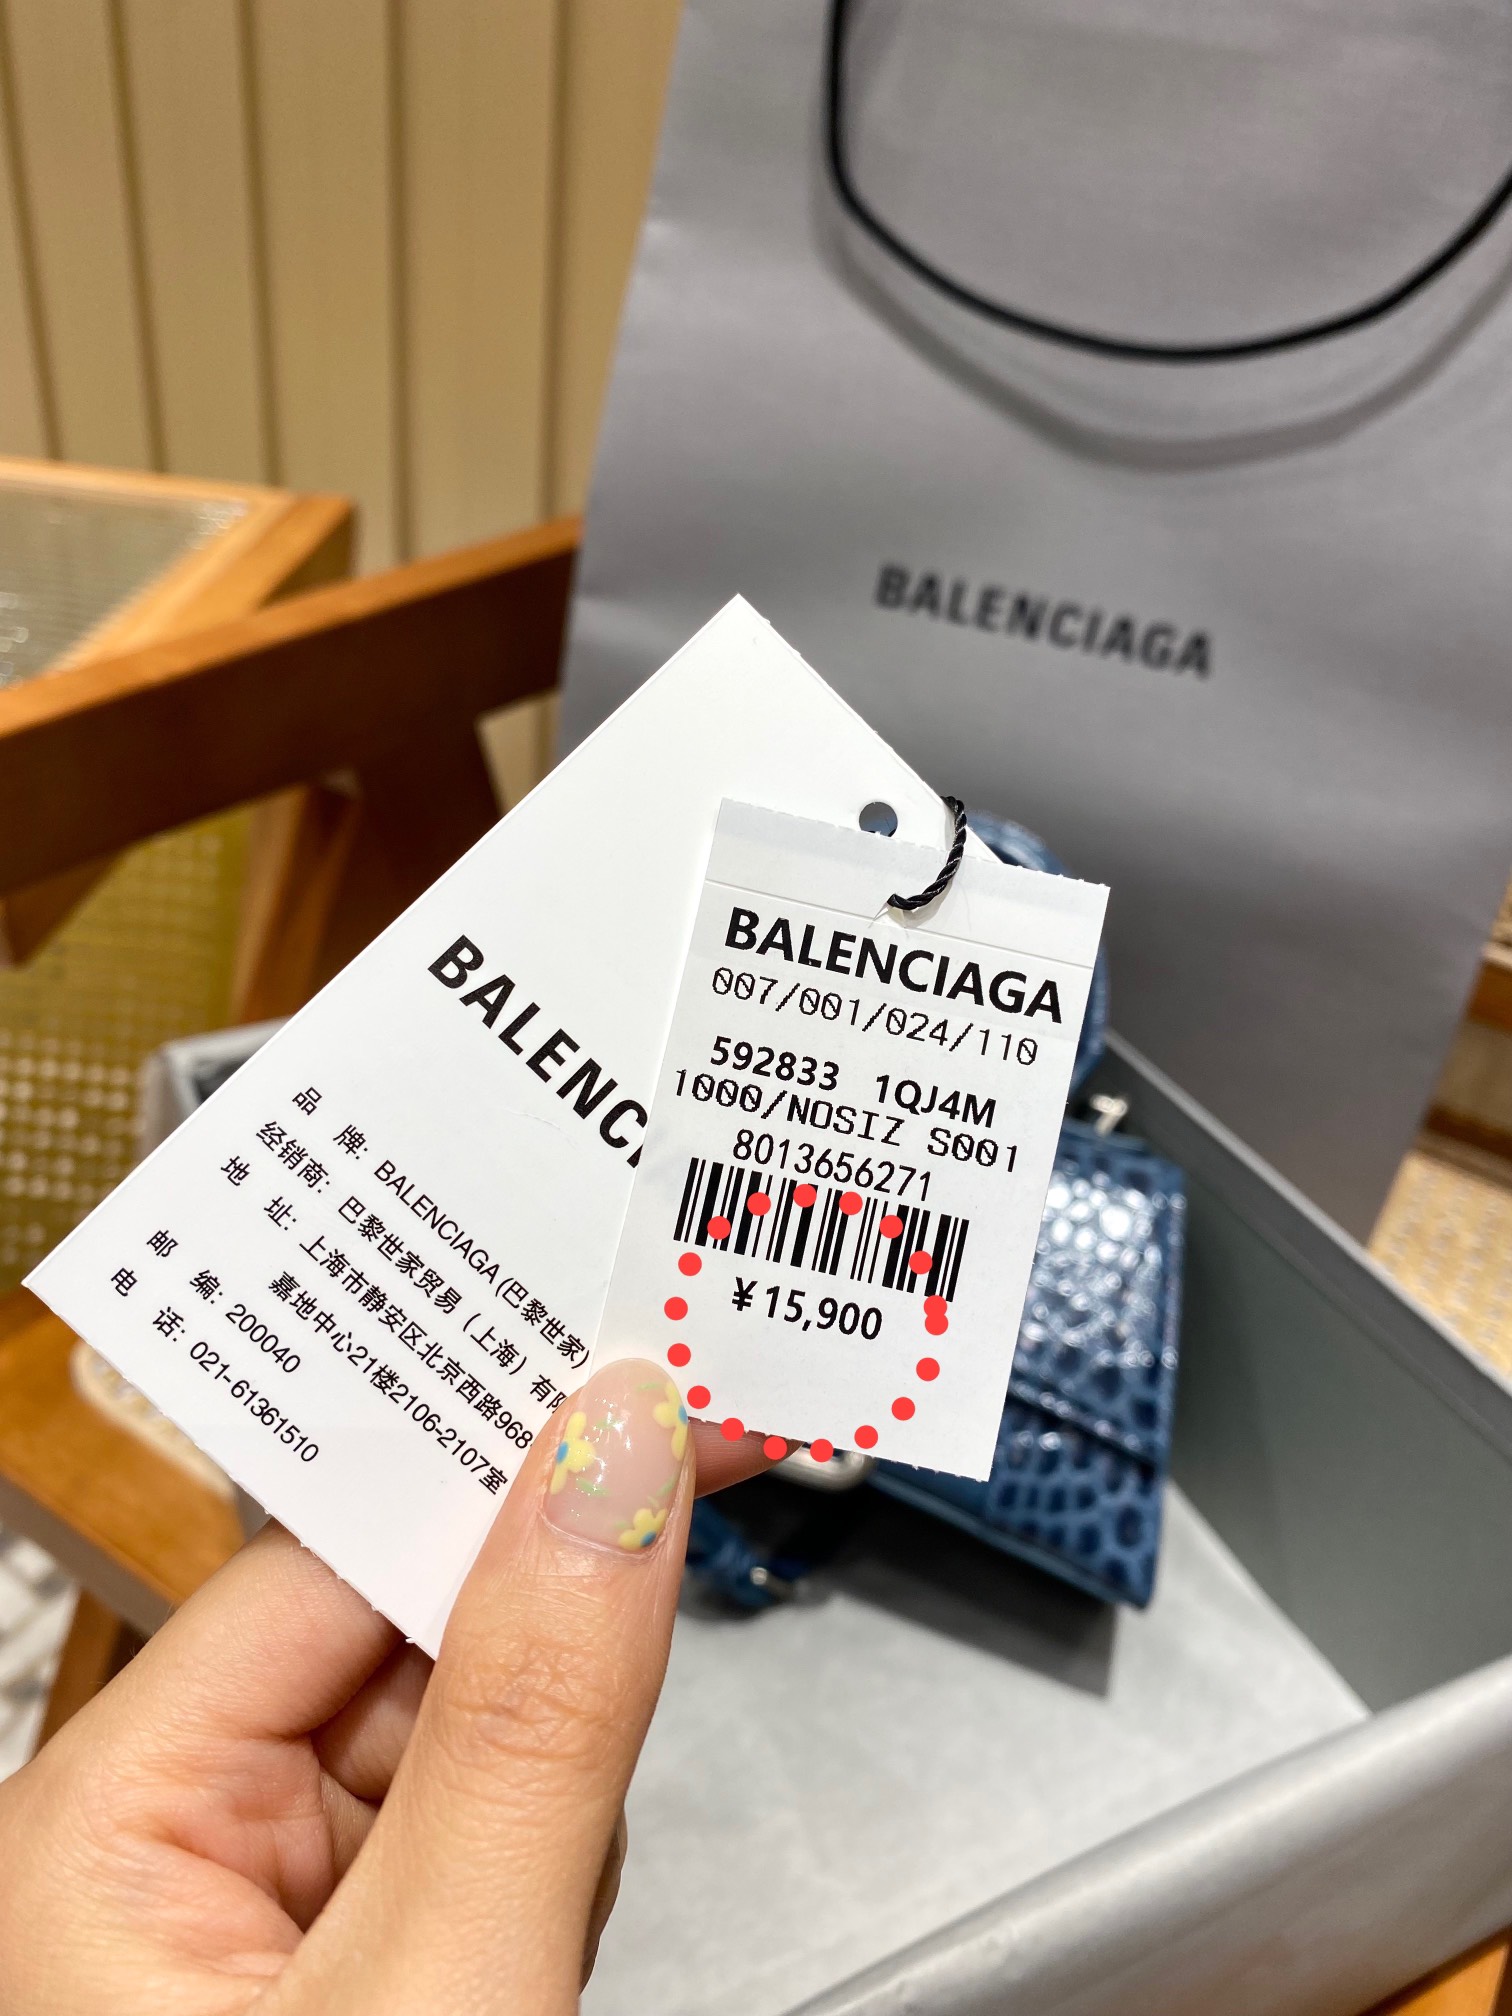 BALENCIAGA
BALENC
品 牌: BALENCIAGA (巴黎世家)
经销商: 巴黎世家贸易（上海）有
地 址: 上海市静安区北京西路968
嘉地中心21楼2106-2107室
邮 编: 200040
电 话: 021-61361510
BALENCIAGA
007/001/024/110
592833 1QJ4M
1000/NOSIZ S001
8013656271
¥15,900